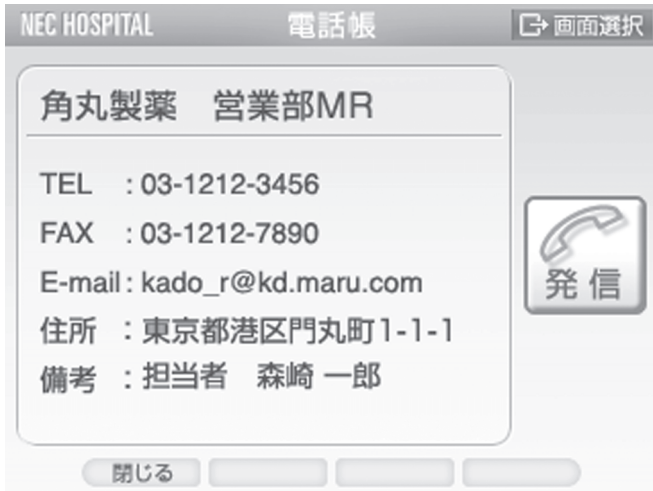 NEC HOSPITAL 電話帳 画面選択
角丸製薬　営業部MR
TEL : 03-1212-3456
FAX : 03-1212-7890
E-mail : kado_r@kd.maru.com
住所 : 東京都港区門丸町1-1-1
備考 : 担当者　森崎 一郎
発信
閉じる